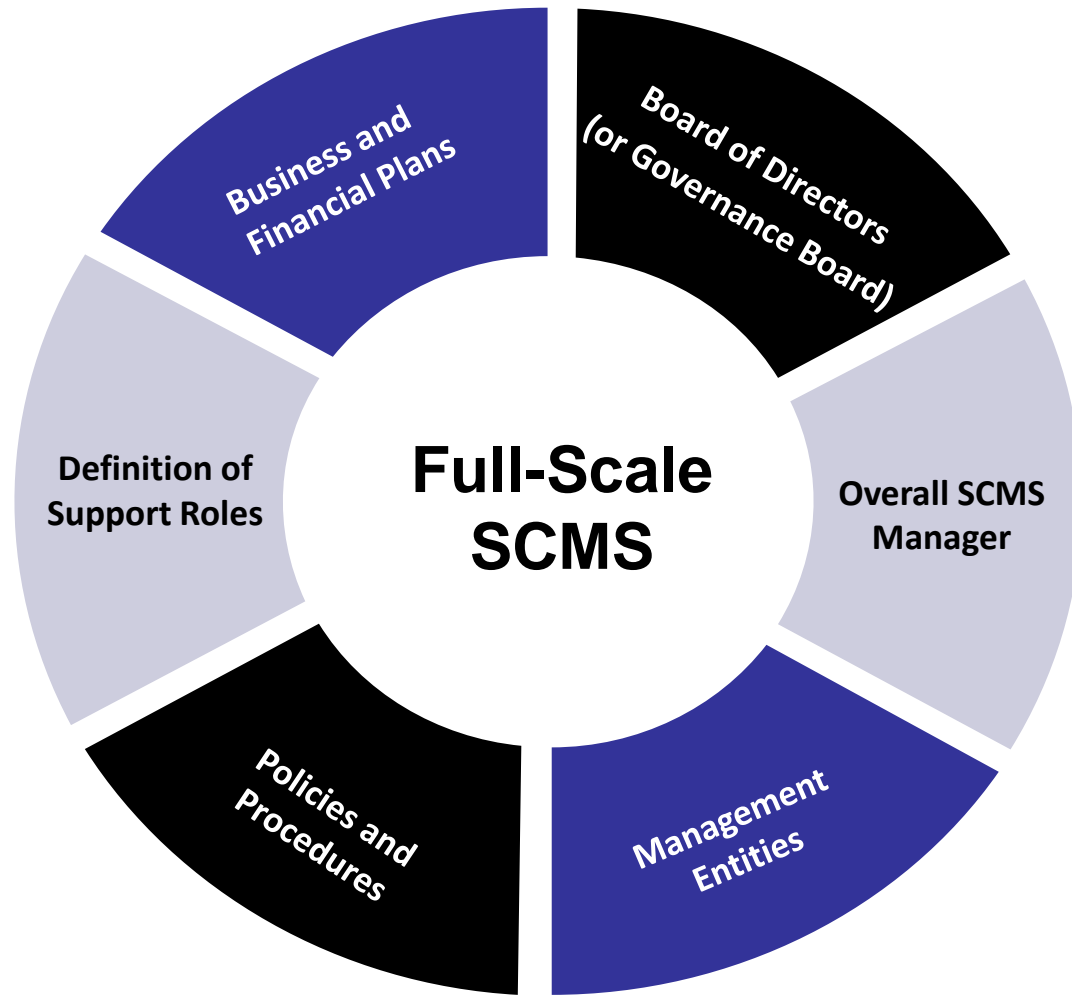 Business and
Financial Plans
Board of Directors
(or Governance Board)
Definition of
Support Roles
Full-Scale
SCMS
Overall SCMS
Manager
Policies and
Procedures
Management
Entities